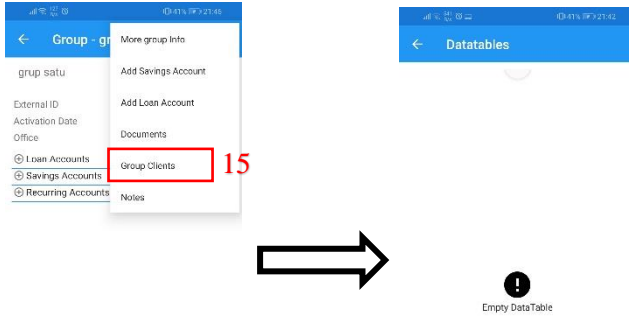 41% 21:46
Group - gr
More group Info
grup satu
Add Savings Account
External ID
Add Loan Account
Activation Date
Office
Documents
Loan Accounts
Group Clients
15
Savings Accounts
Recurring Accounts
Notes
41% 21:42
Datatables
Empty DataTable